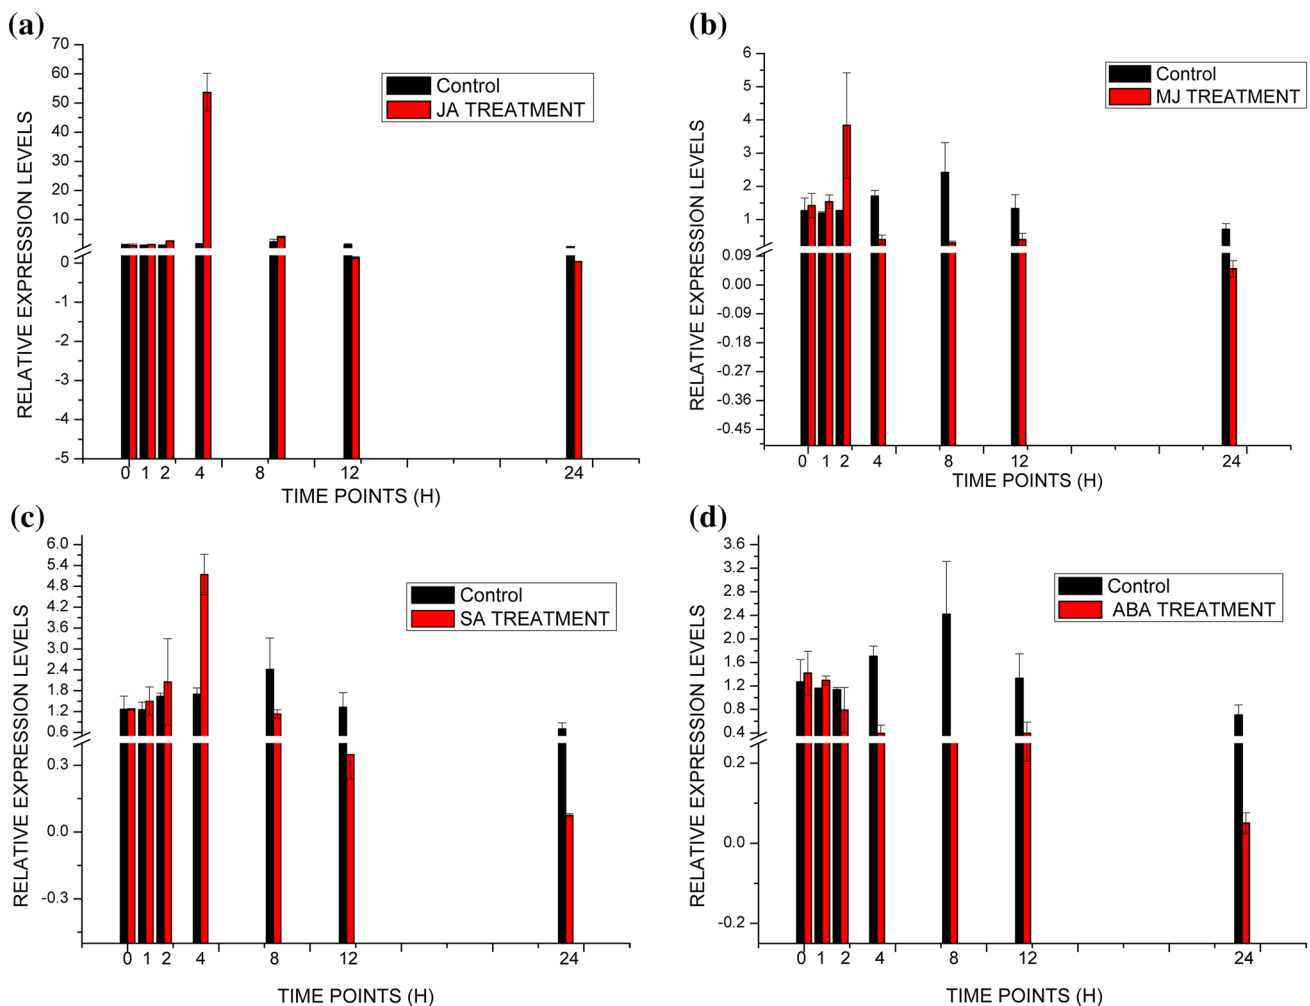 (a)
RELATIVE EXPRESSION LEVELS
70
60
50
40
30
20
10
0
-1
-2
-3
-4
-5
Control
JA TREATMENT
0 1 2 4 8 12 24
TIME POINTS (H)
(b)
RELATIVE EXPRESSION LEVELS
6
5
4
3
2
1
0.09
0.00
-0.09
-0.18
-0.27
-0.36
-0.45
Control
MJ TREATMENT
0 1 2 4 8 12 24
TIME POINTS (H)
(c)
RELATIVE EXPRESSION LEVELS
6.0
5.4
4.8
4.2
3.6
3.0
2.4
1.8
1.2
0.6
0.3
0.0
-0.3
Control
SA TREATMENT
0 1 2 4 8 12 24
TIME POINTS (H)
(d)
RELATIVE EXPRESSION LEVELS
3.6
3.2
2.8
2.4
2.0
1.6
1.2
0.8
0.4
0.2
0.0
-0.2
Control
ABA TREATMENT
0 1 2 4 8 12 24
TIME POINTS (H)